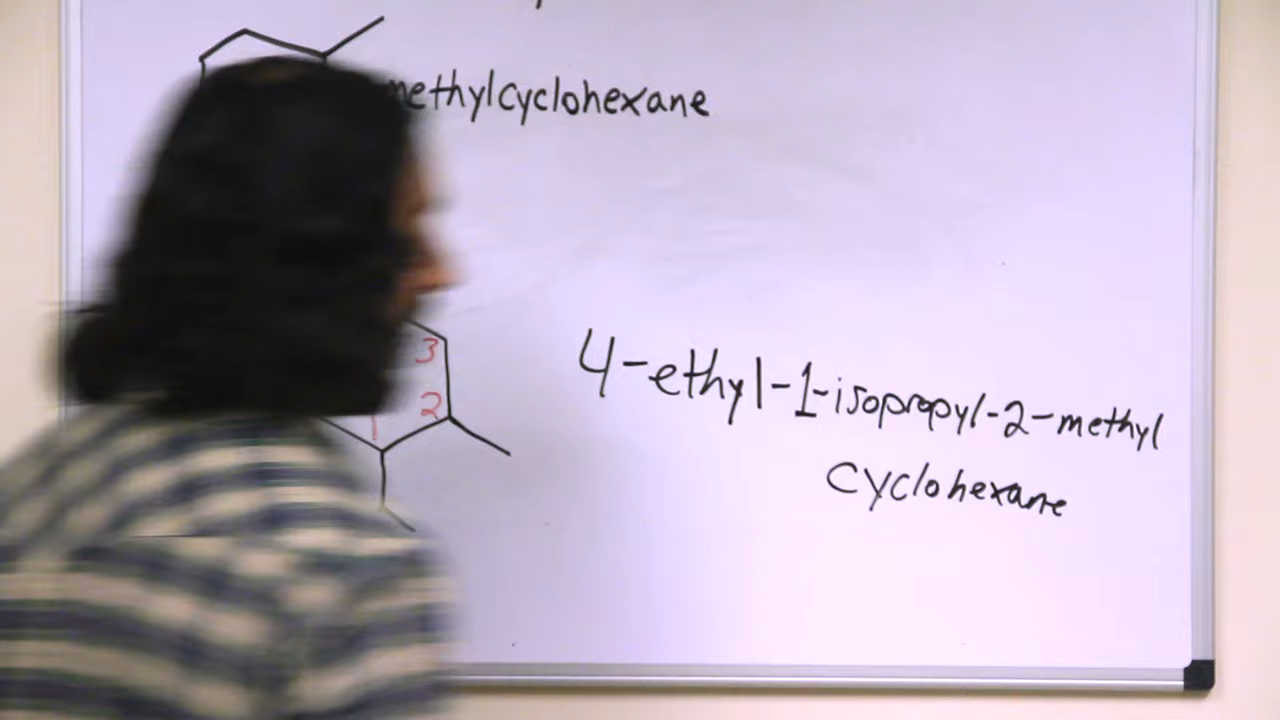 methylcyclohexane
3
2
1
4-ethyl-1-isopropyl-2-methyl
cyclohexane